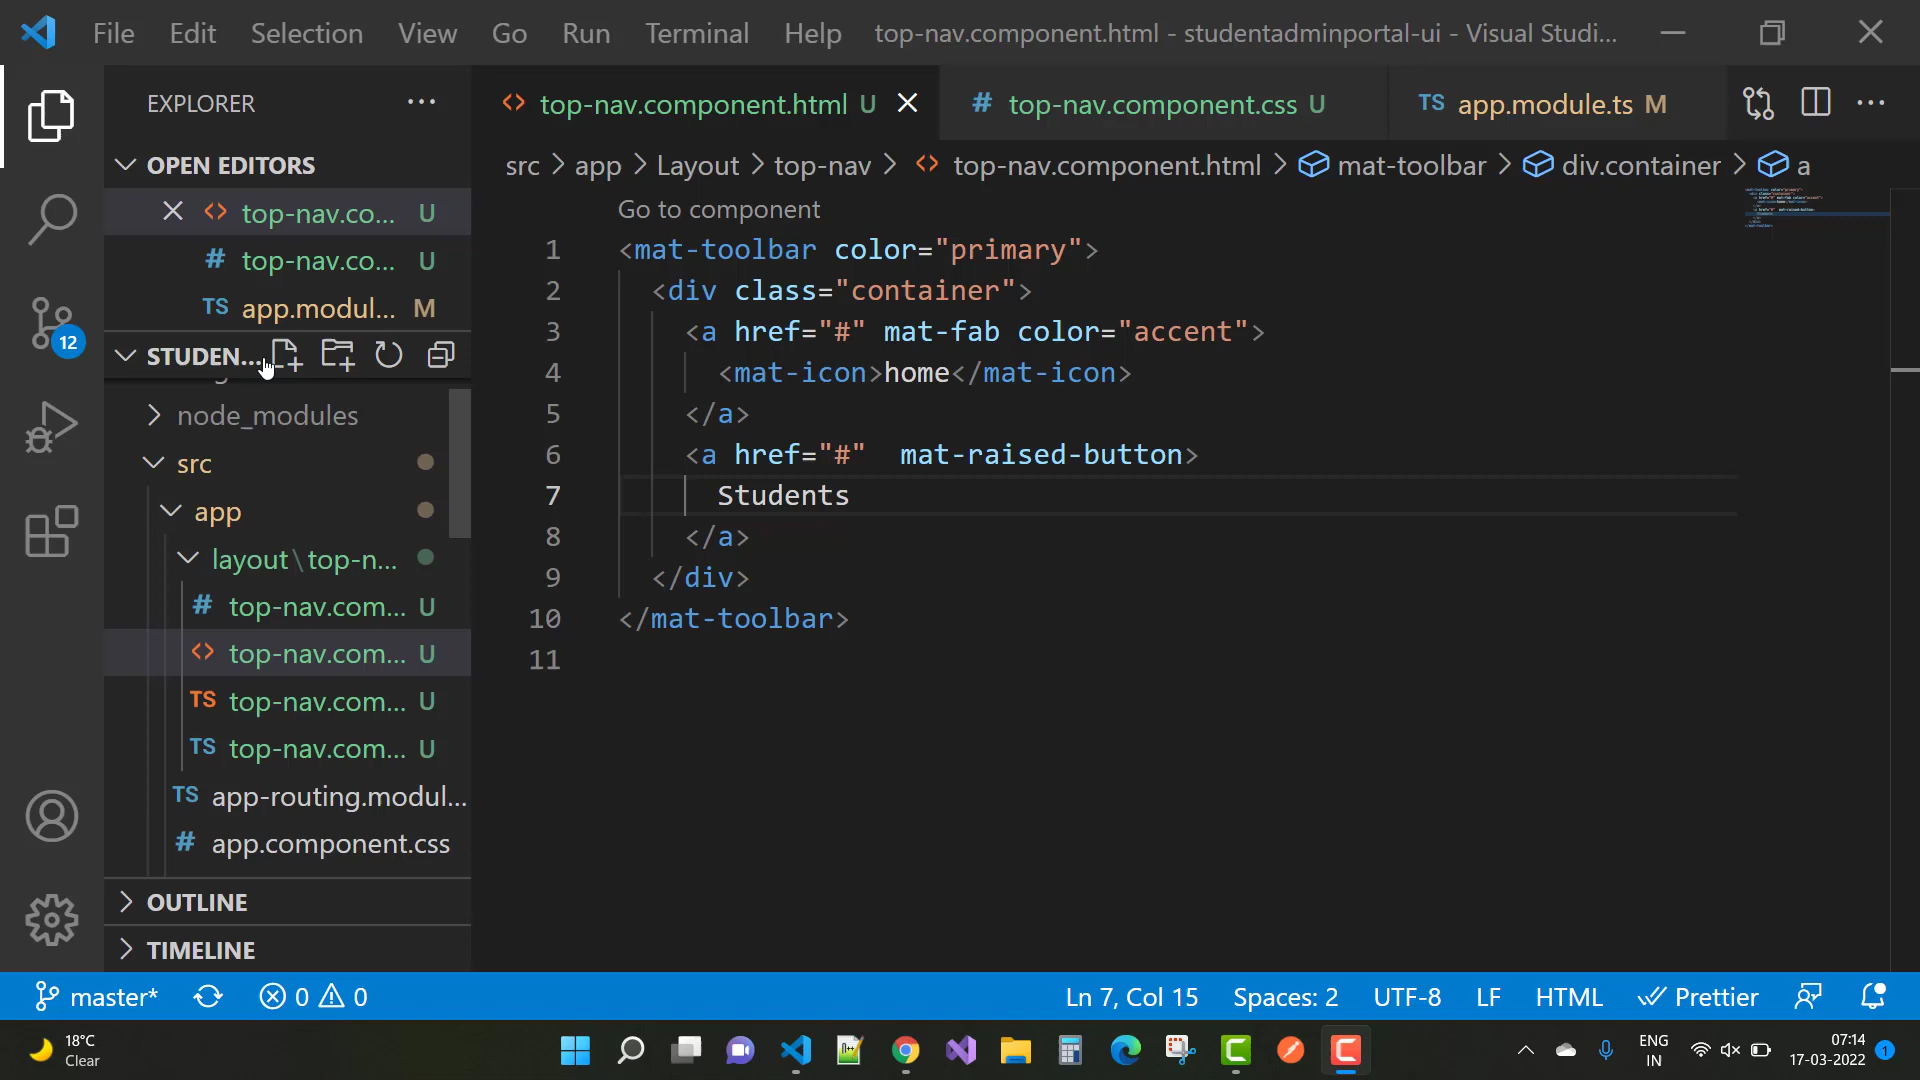 File Edit Selection View Go Run Terminal Help top-nav.component.html - studentadminportal-ui - Visual Studi...
EXPLORER
top-nav.component.html U
# top-nav.component.css U
TS app.module.ts M
OPEN EDITORS
src > app > Layout > top-nav > top-nav.component.html > mat-toolbar > div.container > a
top-nav.co... U
# top-nav.co... U
TS app.modul... M
STUDEN...
node_modules
src
app
layout\top-n...
# top-nav.com... U
<> top-nav.com... U
TS top-nav.com... U
TS top-nav.com... U
TS app-routing.modul...
# app.component.css
OUTLINE
TIMELINE
12
Go to component
1 <mat-toolbar color="primary">
2 <div class="container">
3 <a href="#" mat-fab color="accent">
4 <mat-icon>home</mat-icon>
5 </a>
6 <a href="#"  mat-raised-button>
7 Students
8 </a>
9 </div>
10 </mat-toolbar>
11
master* 0 0 Ln 7, Col 15 Spaces: 2 UTF-8 LF HTML Prettier
18°C
Clear
ENG
IN
07:14
17-03-2022
1